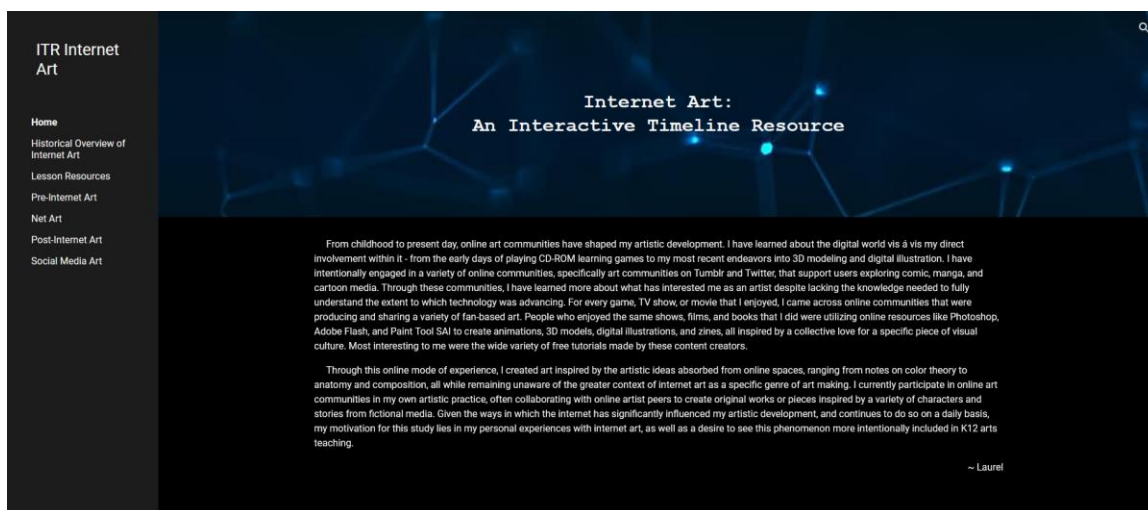 ITR Internet
Art
Home
Historical Overview of
Internet Art
Lesson Resources
Pre-Internet Art
Net Art
Post-Internet Art
Social Media Art
Internet Art:
An Interactive Timeline Resource
From childhood to present day, online art communities have shaped my artistic development. I have learned about the digital world vis á vis my direct
involvement within it - from the early days of playing CD-ROM learning games to my most recent endeavors into 3D modeling and digital illustration. I have
intentionally engaged in a variety of online communities, specifically art communities on Tumblr and Twitter, that support users exploring comic, manga, and
cartoon media. Through these communities, I have learned more about what has interested me as an artist despite lacking the knowledge needed to fully
understand the extent to which technology was advancing. For every game, TV show, or movie that I enjoyed, I came across online communities that were
producing and sharing a variety of fan-based art. People who enjoyed the same shows, films, and books that I did were utilizing online resources like Photoshop,
Adobe Flash, and Paint Tool SAI to create animations, 3D models, digital illustrations, and zines, all inspired by a collective love for a specific piece of visual
culture. Most interesting to me were the wide variety of free tutorials made by these content creators.
Through this online mode of experience, I created art inspired by the artistic ideas absorbed from online spaces, ranging from notes on color theory to
anatomy and composition, all while remaining unaware of the greater context of internet art as a specific genre of art making. I currently participate in online art
communities in my own artistic practice, often collaborating with online artist peers to create original works or pieces inspired by a variety of characters and
stories from fictional media. Given the ways in which the internet has significantly influenced my artistic development, and continues to do so on a daily basis,
my motivation for this study lies in my personal experiences with internet art, as well as a desire to see this phenomenon more intentionally included in K12 arts
teaching.
~ Laurel